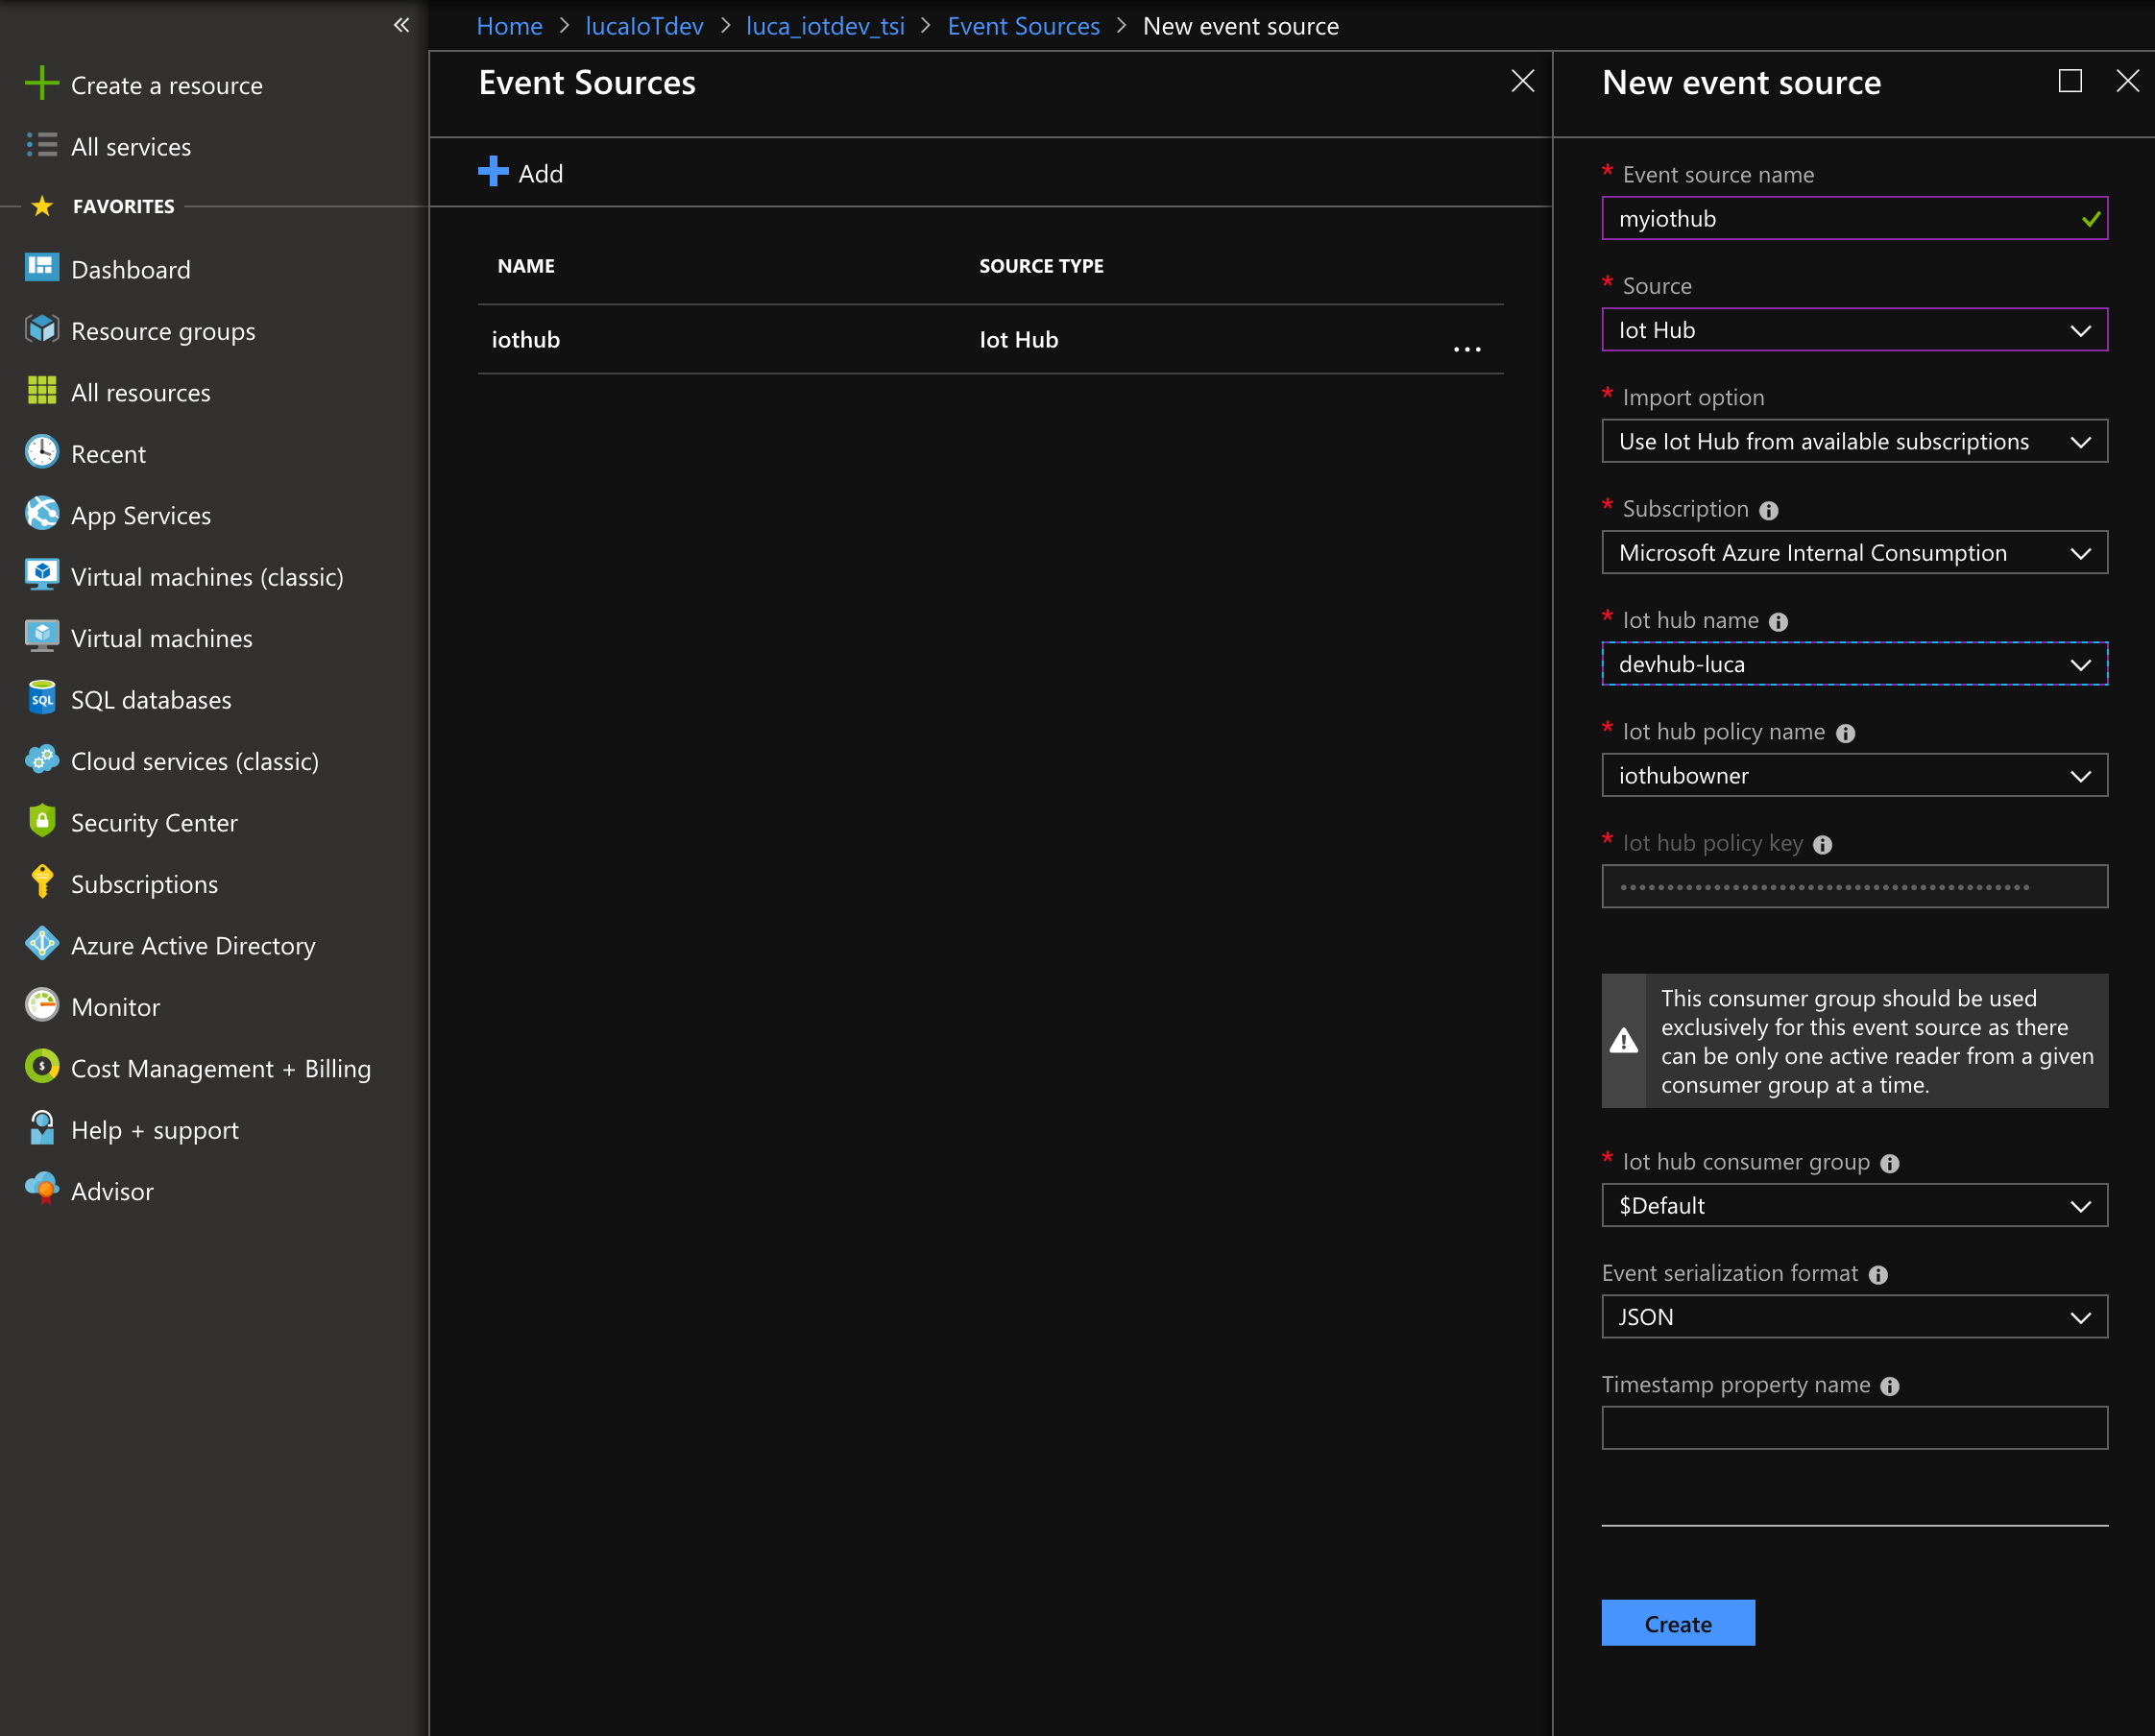 Home > lucaIoTdev > luca_iotdev_tsi > Event Sources > New event source
Create a resource
All services
FAVORITES
Dashboard
Resource groups
All resources
Recent
App Services
Virtual machines (classic)
Virtual machines
SQL databases
Cloud services (classic)
Security Center
Subscriptions
Azure Active Directory
Monitor
Cost Management + Billing
Help + support
Advisor
Event Sources
Add
NAME SOURCE TYPE
iothub Iot Hub ...
New event source
* Event source name
myiothub
* Source
Iot Hub
* Import option
Use Iot Hub from available subscriptions
* Subscription
Microsoft Azure Internal Consumption
* Iot hub name
devhub-luca
* Iot hub policy name
iothubowner
* Iot hub policy key
••••••••••••••••••••••••••••••••••••••••••••
This consumer group should be used
exclusively for this event source as there
can be only one active reader from a given
consumer group at a time.
* Iot hub consumer group
$Default
Event serialization format
JSON
Timestamp property name
Create